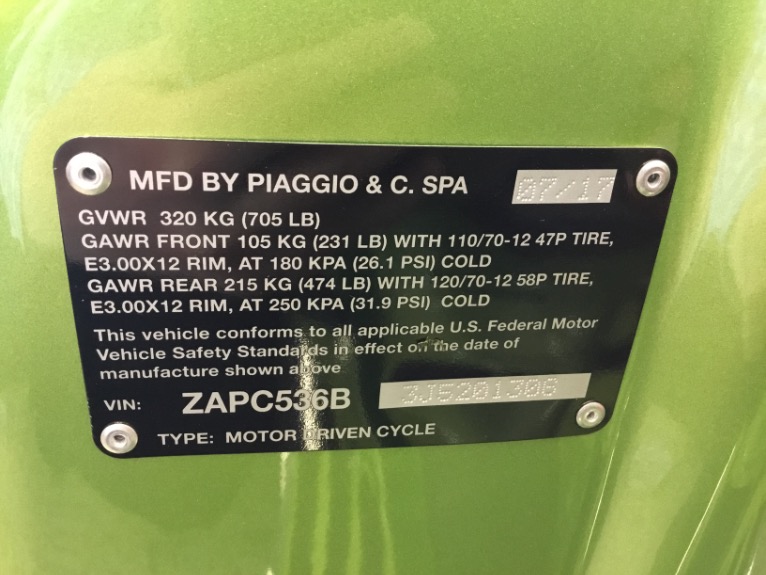 MFD BY PIAGGIO & C. SPA 07/17
GVWR 320 KG (705 LB)
GAWR FRONT 105 KG (231 LB) WITH 110/70-12 47P TIRE,
E3.00X12 RIM, AT 180 KPA (26.1 PSI) COLD
GAWR REAR 215 KG (474 LB) WITH 120/70-12 58P TIRE,
E3.00X12 RIM, AT 250 KPA (31.9 PSI) COLD
This vehicle conforms to all applicable U.S. Federal Motor
Vehicle Safety Standards in effect on the date of
manufacture shown above
VIN: ZAPC536B 3J5201306
TYPE: MOTOR DRIVEN CYCLE